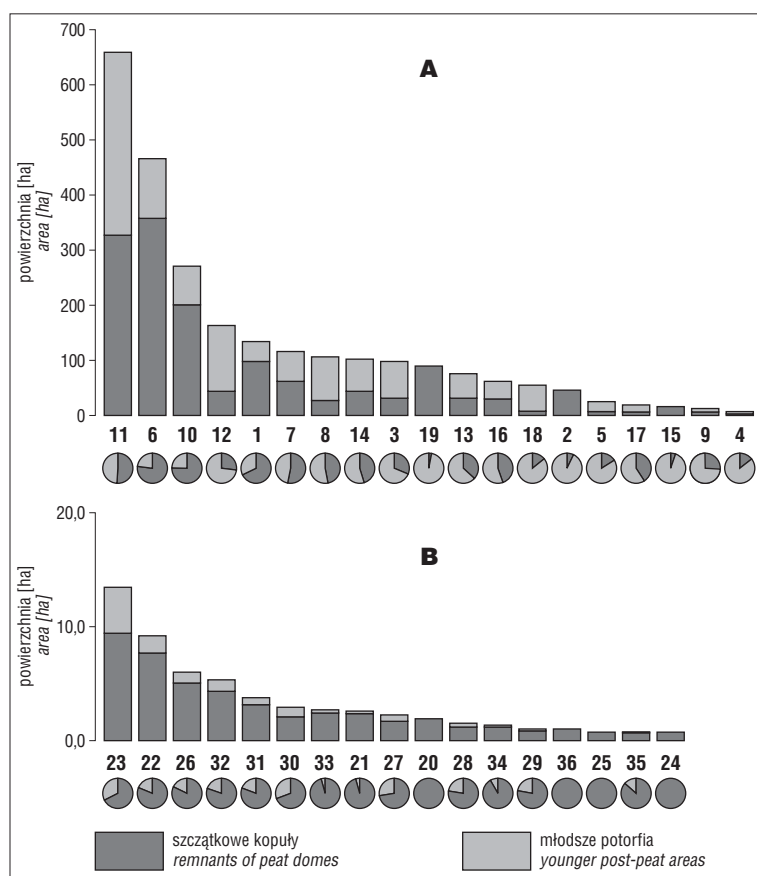 700
A
600
500
400
300
200
100
0
powierzchnia [ha]
area [ha]
11 6 10 12 1 7 8 14 3 19 13 16 18 2 5 17 15 9 4
20,0
B
10,0
0,0
powierzchnia [ha]
area [ha]
23 22 26 32 31 30 33 21 27 20 28 34 29 36 25 35 24
szczątkowe kopuły
remnants of peat domes
młodsze potorfia
younger post-peat areas